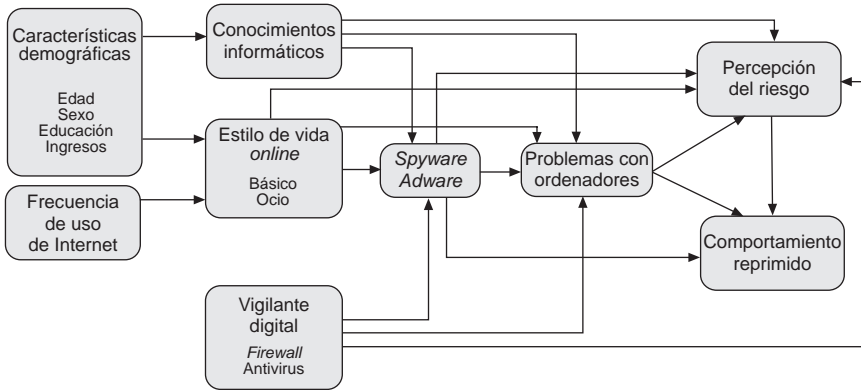 Características
demográficas
Edad
Sexo
Educación
Ingresos
Frecuencia
de uso
de Internet
Conocimientos
informáticos
Estilo de vida
online
Básico
Ocio
Vigilante
digital
Firewall
Antivirus
Spyware
Adware
Problemas con
ordenadores
Percepción
del riesgo
Comportamiento
reprimido